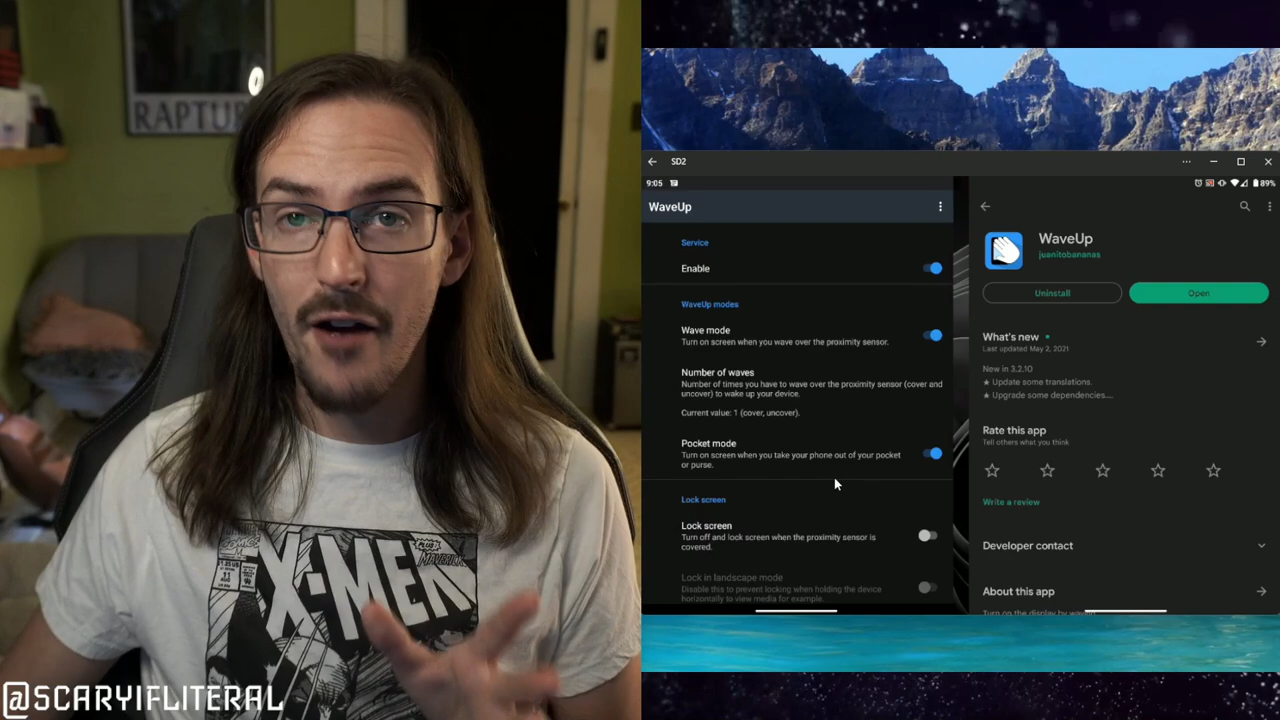 RAPTUR
X-MEN
PLUS
MAVERICK
@SCARYIFLITERAL
SD2
9:05
89%
WaveUp
Service
Enable
WaveUp modes
Wave mode
Turn on screen when you wave over the proximity sensor.
Number of waves
Number of times you have to wave over the proximity sensor (cover and
uncover) to wake up your device.
Current value: 1 (cover, uncover).
Pocket mode
Turn on screen when you take your phone out of your pocket
or purse.
Lock screen
Lock screen
Turn off and lock screen when the proximity sensor is
covered.
Lock in landscape mode
Disable this to prevent locking when holding the device
horizontally to view media for example.
WaveUp
juanitobananas
Uninstall
Open
What's new
Last updated May 2, 2021
New in 3.2.10
★ Update some translations.
★ Upgrade some dependencies....
Rate this app
Tell others what you think
Write a review
Developer contact
About this app
Turn on the display by